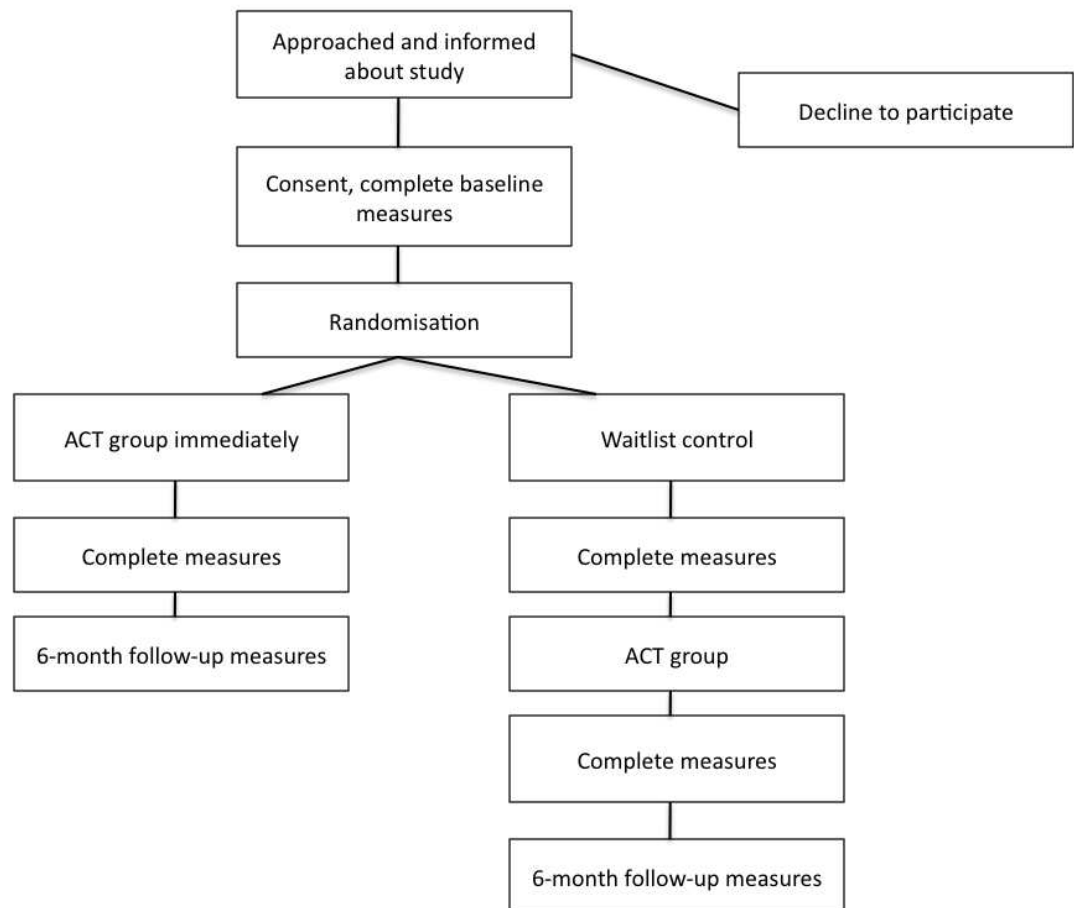 Approached and informed
about study
Decline to participate
Consent, complete baseline
measures
Randomisation
ACT group immediately
Waitlist control
Complete measures
Complete measures
6-month follow-up measures
ACT group
Complete measures
6-month follow-up measures